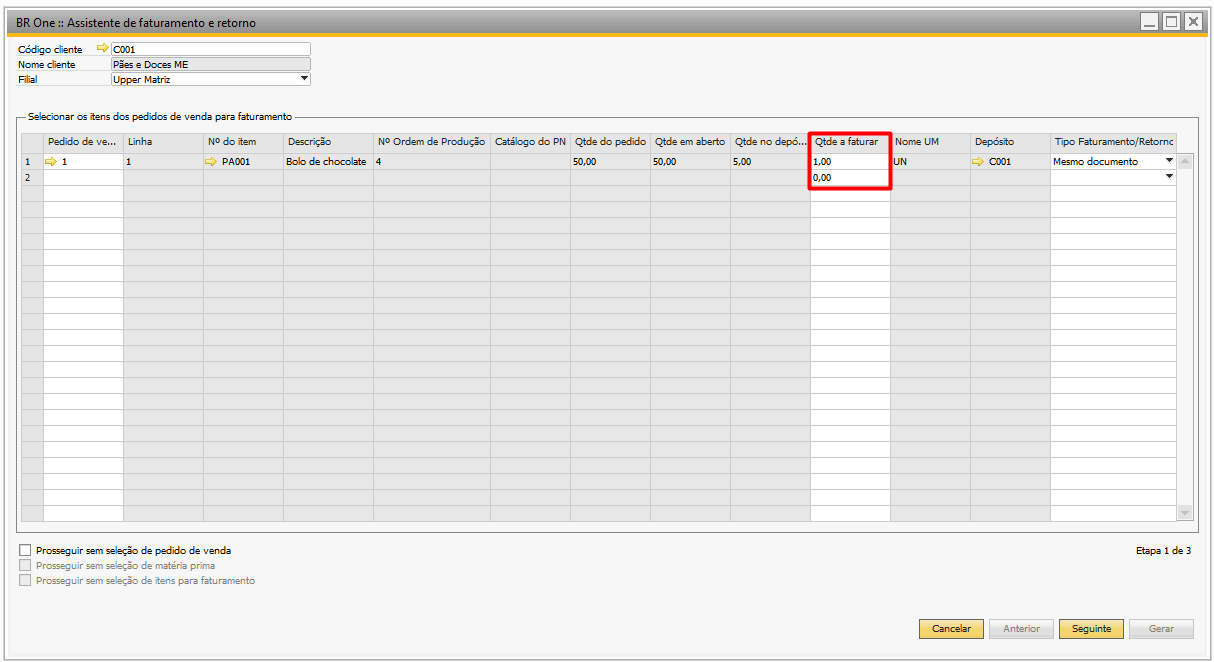 BR One :: Assistente de faturamento e retorno
Código cliente C001
Nome cliente Pães e Doces ME
Filial Upper Matriz
Selecionar os itens dos pedidos de venda para faturamento
Pedido de ve... Linha Nº do item Descrição Nº Ordem de Produção Catálogo do PN Qtde do pedido Qtde em aberto Qtde no depó... Qtde a faturar Nome UM Depósito Tipo Faturamento/Retorno
1 1 1 PA001 Bolo de chocolate 4 50,00 50,00 5,00 1,00 UN C001 Mesmo documento
2 0,00
Prosseguir sem seleção de pedido de venda Etapa 1 de 3
Prosseguir sem seleção de matéria prima
Prosseguir sem seleção de itens para faturamento
Cancelar Anterior Seguinte Gerar